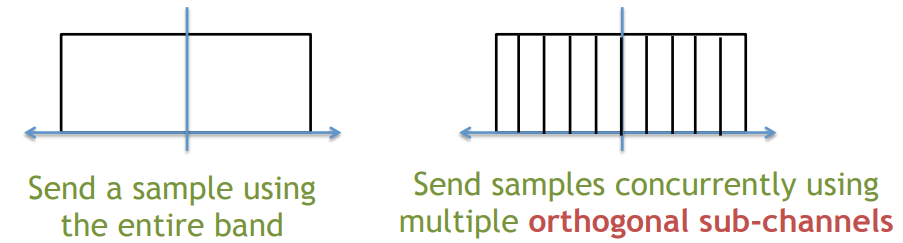 Send a sample using
the entire band
Send samples concurrently using
multiple orthogonal sub-channels